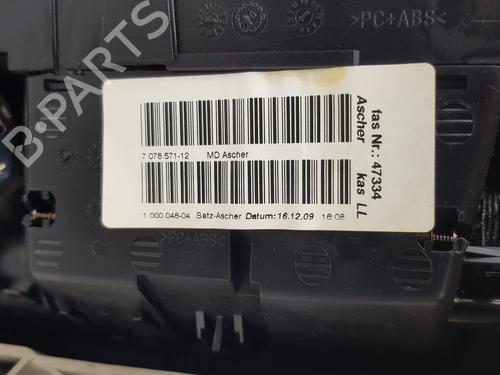 >PC+ABS<
7 078 571-12 MD Ascher
1 000 048-04 Satz-Ascher Datum: 16.12.09 16:08
fas Nr.: 47334
Ascher kas LL
>PC+ABS<
B-PARTS